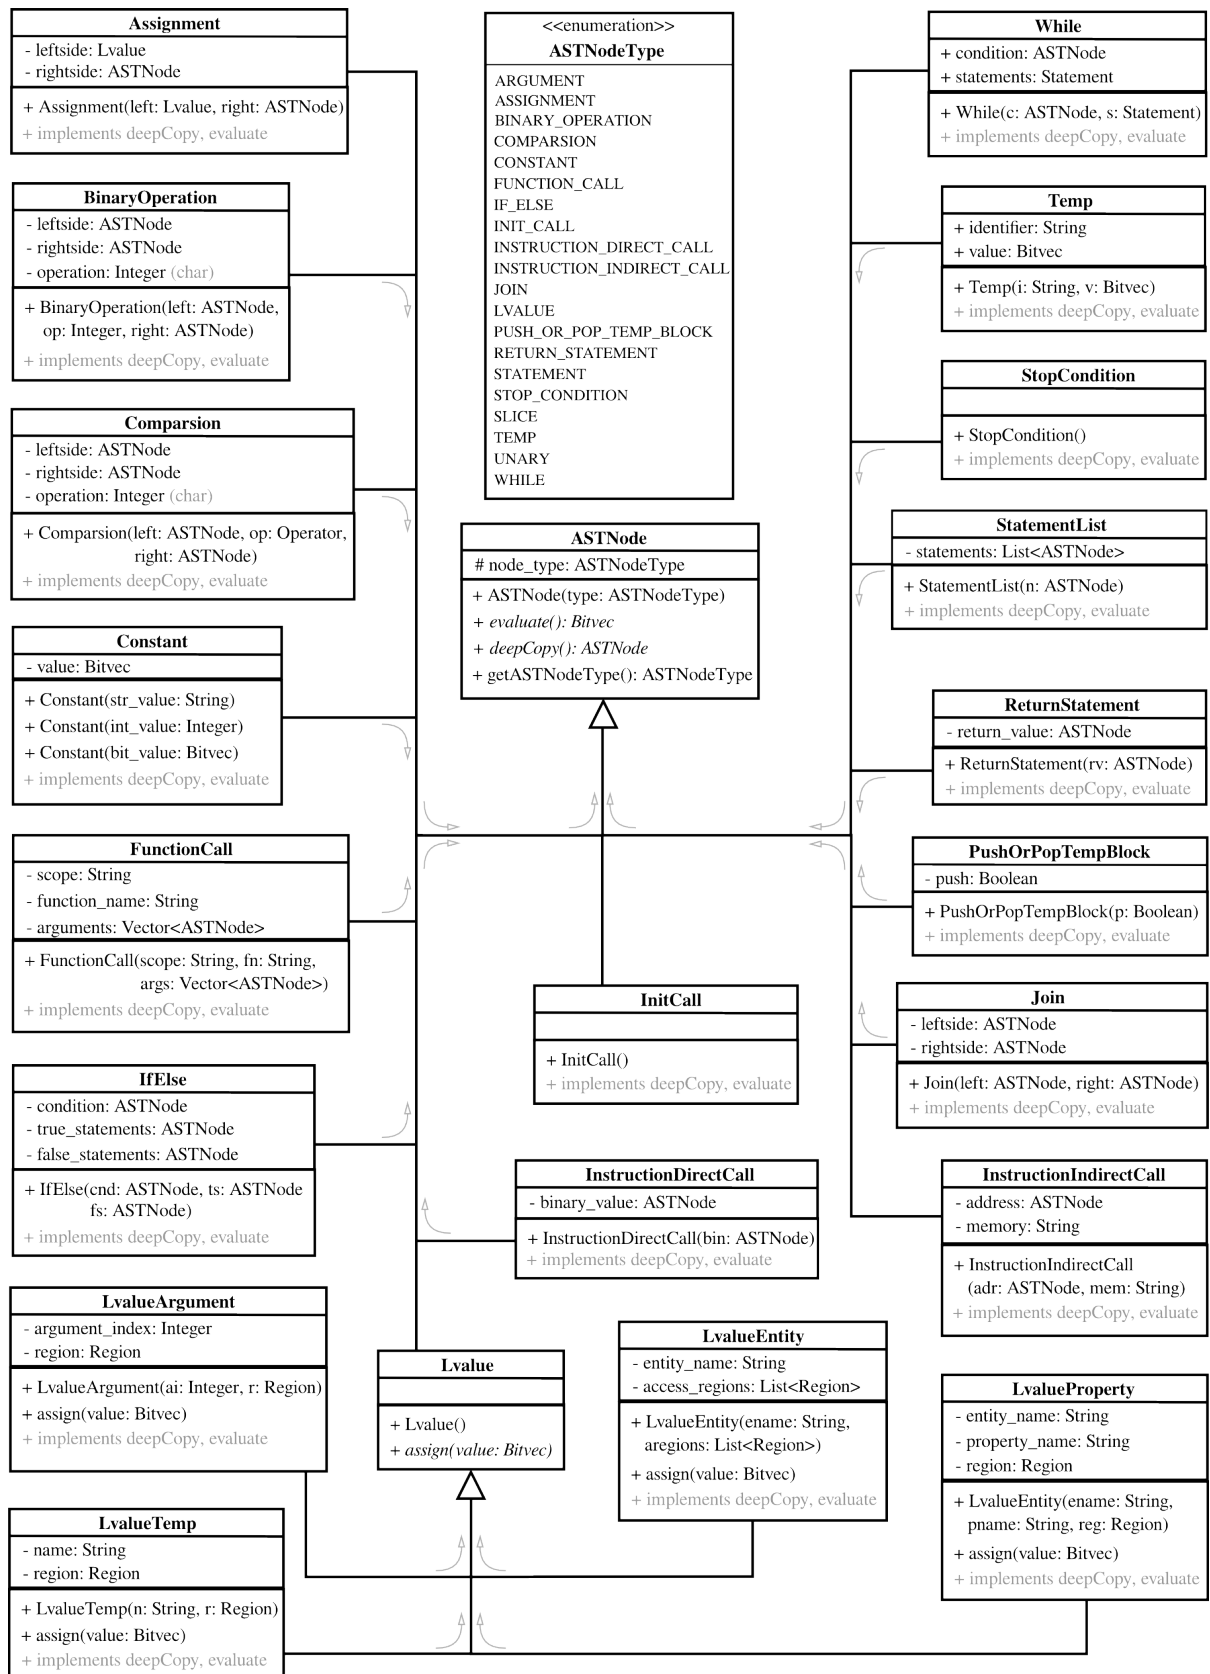 Assignment
- leftside: Lvalue
- rightside: ASTNode
+ Assignment(left: Lvalue, right: ASTNode)
+ implements deepCopy, evaluate
BinaryOperation
- leftside: ASTNode
- rightside: ASTNode
- operation: Integer (char)
+ BinaryOperation(left: ASTNode,
op: Integer, right: ASTNode)
+ implements deepCopy, evaluate
Comparsion
- leftside: ASTNode
- rightside: ASTNode
- operation: Integer (char)
+ Comparsion(left: ASTNode, op: Operator,
right: ASTNode)
+ implements deepCopy, evaluate
Constant
- value: Bitvec
+ Constant(str_value: String)
+ Constant(int_value: Integer)
+ Constant(bit_value: Bitvec)
+ implements deepCopy, evaluate
FunctionCall
- scope: String
- function_name: String
- arguments: Vector<ASTNode>
+ FunctionCall(scope: String, fn: String,
args: Vector<ASTNode>)
+ implements deepCopy, evaluate
IfElse
- condition: ASTNode
- true_statements: ASTNode
- false_statements: ASTNode
+ IfElse(cnd: ASTNode, ts: ASTNode
fs: ASTNode)
+ implements deepCopy, evaluate
LvalueArgument
- argument_index: Integer
- region: Region
+ LvalueArgument(ai: Integer, r: Region)
+ assign(value: Bitvec)
+ implements deepCopy, evaluate
LvalueTemp
- name: String
- region: Region
+ LvalueTemp(n: String, r: Region)
+ assign(value: Bitvec)
+ implements deepCopy, evaluate
<<enumeration>>
ASTNodeType
ARGUMENT
ASSIGNMENT
BINARY_OPERATION
COMPARSION
CONSTANT
FUNCTION_CALL
IF_ELSE
INIT_CALL
INSTRUCTION_DIRECT_CALL
INSTRUCTION_INDIRECT_CALL
JOIN
LVALUE
PUSH_OR_POP_TEMP_BLOCK
RETURN_STATEMENT
STATEMENT
STOP_CONDITION
SLICE
TEMP
UNARY
WHILE
ASTNode
# node_type: ASTNodeType
+ ASTNode(type: ASTNodeType)
+ evaluate(): Bitvec
+ deepCopy(): ASTNode
+ getASTNodeType(): ASTNodeType
InitCall
+ InitCall()
+ implements deepCopy, evaluate
InstructionDirectCall
- binary_value: ASTNode
+ InstructionDirectCall(bin: ASTNode)
+ implements deepCopy, evaluate
Lvalue
+ Lvalue()
+ assign(value: Bitvec)
LvalueEntity
- entity_name: String
- access_regions: List<Region>
+ LvalueEntity(ename: String,
aregions: List<Region>)
+ assign(value: Bitvec)
+ implements deepCopy, evaluate
While
+ condition: ASTNode
+ statements: Statement
+ While(c: ASTNode, s: Statement)
+ implements deepCopy, evaluate
Temp
+ identifier: String
+ value: Bitvec
+ Temp(i: String, v: Bitvec)
+ implements deepCopy, evaluate
StopCondition
+ StopCondition()
+ implements deepCopy, evaluate
StatementList
- statements: List<ASTNode>
+ StatementList(n: ASTNode)
+ implements deepCopy, evaluate
ReturnStatement
- return_value: ASTNode
+ ReturnStatement(rv: ASTNode)
+ implements deepCopy, evaluate
PushOrPopTempBlock
- push: Boolean
+ PushOrPopTempBlock(p: Boolean)
+ implements deepCopy, evaluate
Join
- leftside: ASTNode
- rightside: ASTNode
+ Join(left: ASTNode, right: ASTNode)
+ implements deepCopy, evaluate
InstructionIndirectCall
- address: ASTNode
- memory: String
+ InstructionIndirectCall
(adr: ASTNode, mem: String)
+ implements deepCopy, evaluate
LvalueProperty
- entity_name: String
- property_name: String
- region: Region
+ LvalueEntity(ename: String,
pname: String, reg: Region)
+ assign(value: Bitvec)
+ implements deepCopy, evaluate